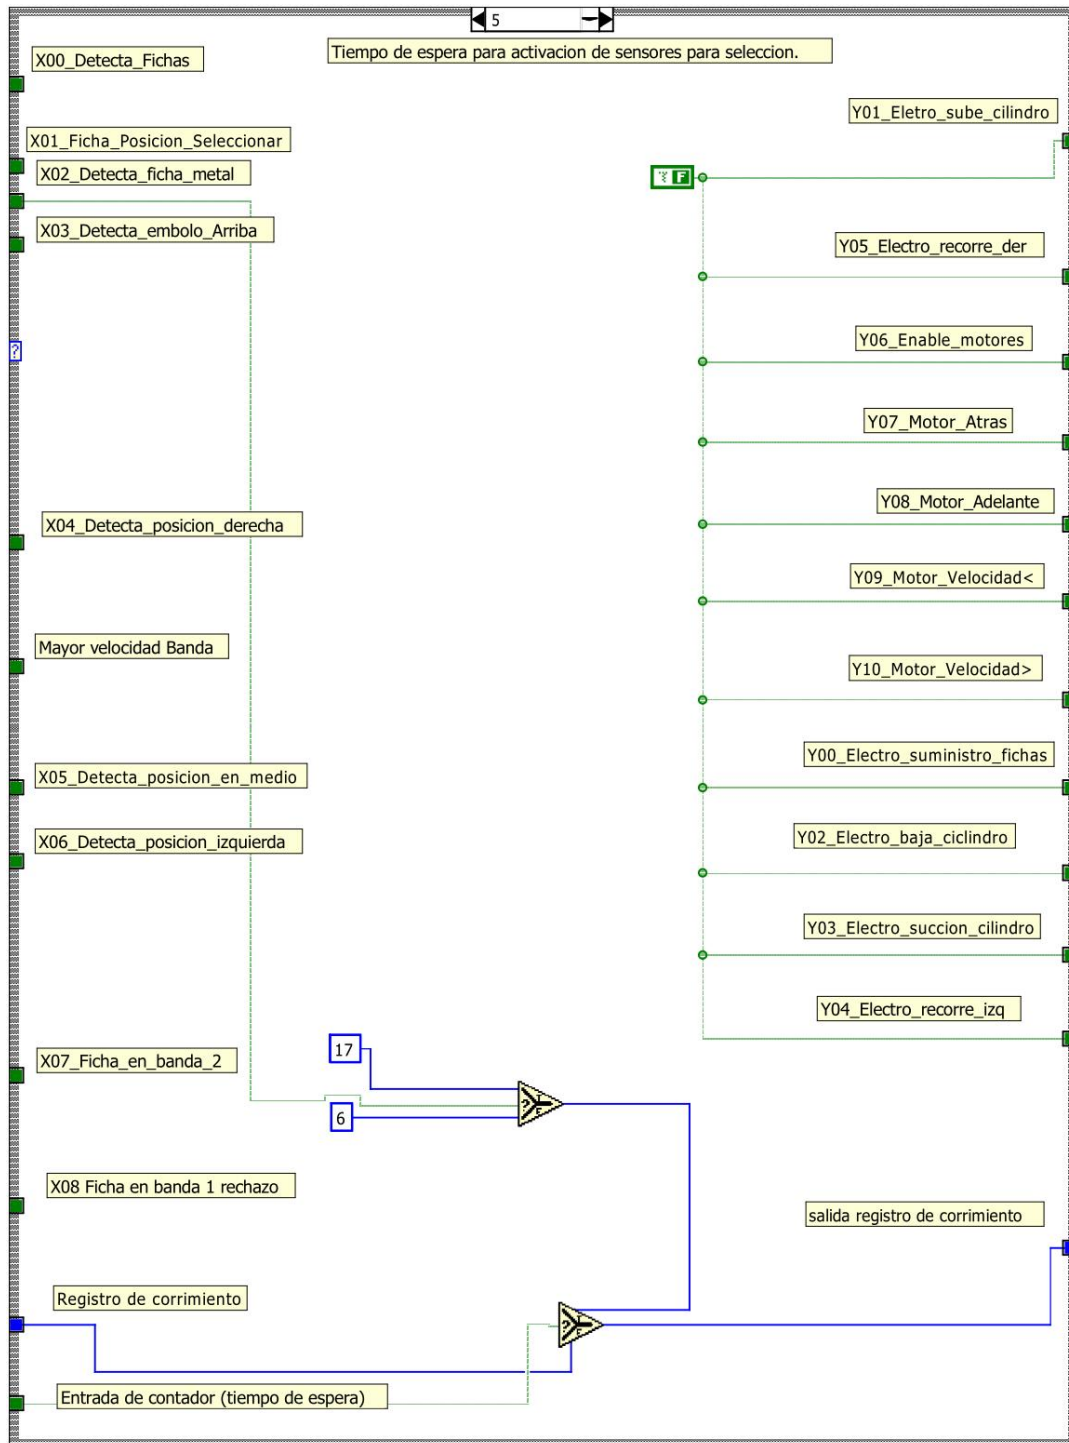 5
Tiempo de espera para activacion de sensores para seleccion.
X00_Detecta_Fichas
Y01_Eletro_sube_cilindro
X01_Ficha_Posicion_Seleccionar
X02_Detecta_ficha_metal
F
X03_Detecta_embolo_Arriba
Y05_Electro_recorre_der
Y06_Enable_motores
?
Y07_Motor_Atras
Y08_Motor_Adelante
X04_Detecta_posicion_derecha
Y09_Motor_Velocidad<
Mayor velocidad Banda
Y10_Motor_Velocidad>
Y00_Electro_suministro_fichas
X05_Detecta_posicion_en_medio
Y02_Electro_baja_ciclindro
X06_Detecta_posicion_izquierda
Y03_Electro_succion_cilindro
Y04_Electro_recorre_izq
17
X07_Ficha_en_banda_2
? T F
6
X08 Ficha en banda 1 rechazo
salida registro de corrimiento
Registro de corrimiento
? T F
Entrada de contador (tiempo de espera)